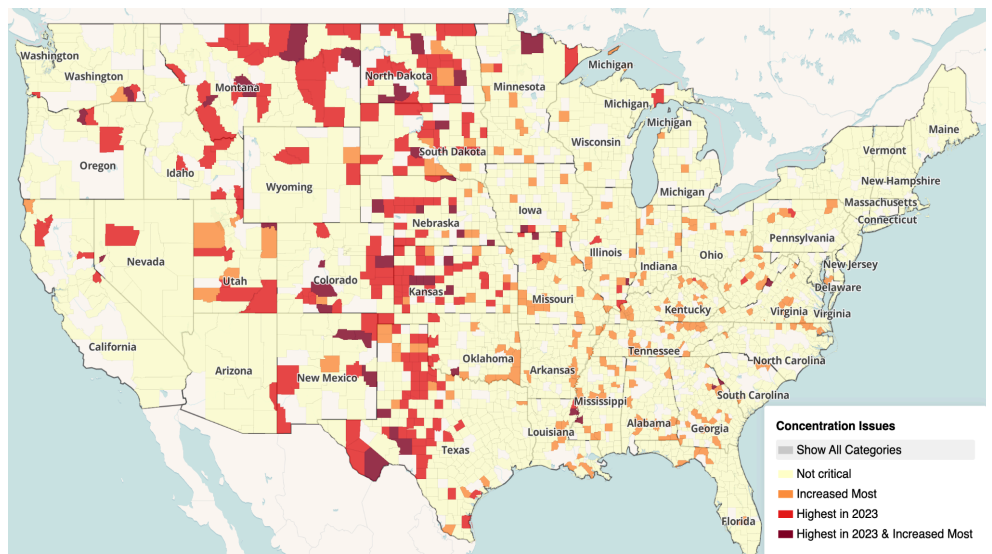 Washington
Washington
Montana
North Dakota
Minnesota
Michigan
Michigan
Michigan
Wisconsin
Maine
Vermont
Oregon
Idaho
South Dakota
Wyoming
New Hampshire
Michigan
Massachusetts
Iowa
Nebraska
Connecticut
Pennsylvania
Illinois
Ohio
Indiana
Nevada
New Jersey
Utah
Colorado
Kansas
Delaware
Missouri
Kentucky
Virginia
Virginia
California
Tennessee
Oklahoma
North Carolina
Arizona
New Mexico
Arkansas
South Carolina
Mississippi
Alabama
Georgia
Louisiana
Texas
Florida
Concentration Issues
Show All Categories
Not critical
Increased Most
Highest in 2023
Highest in 2023 & Increased Most